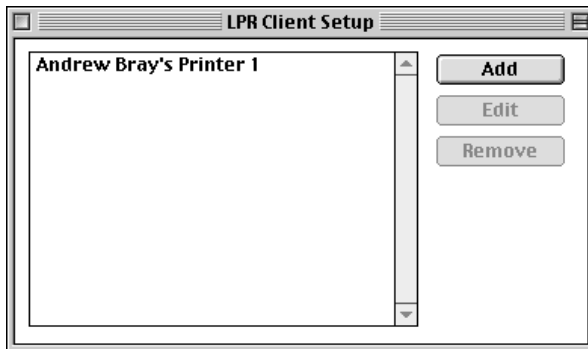 LPR Client Setup
Andrew Bray's Printer 1
Add
Edit
Remove